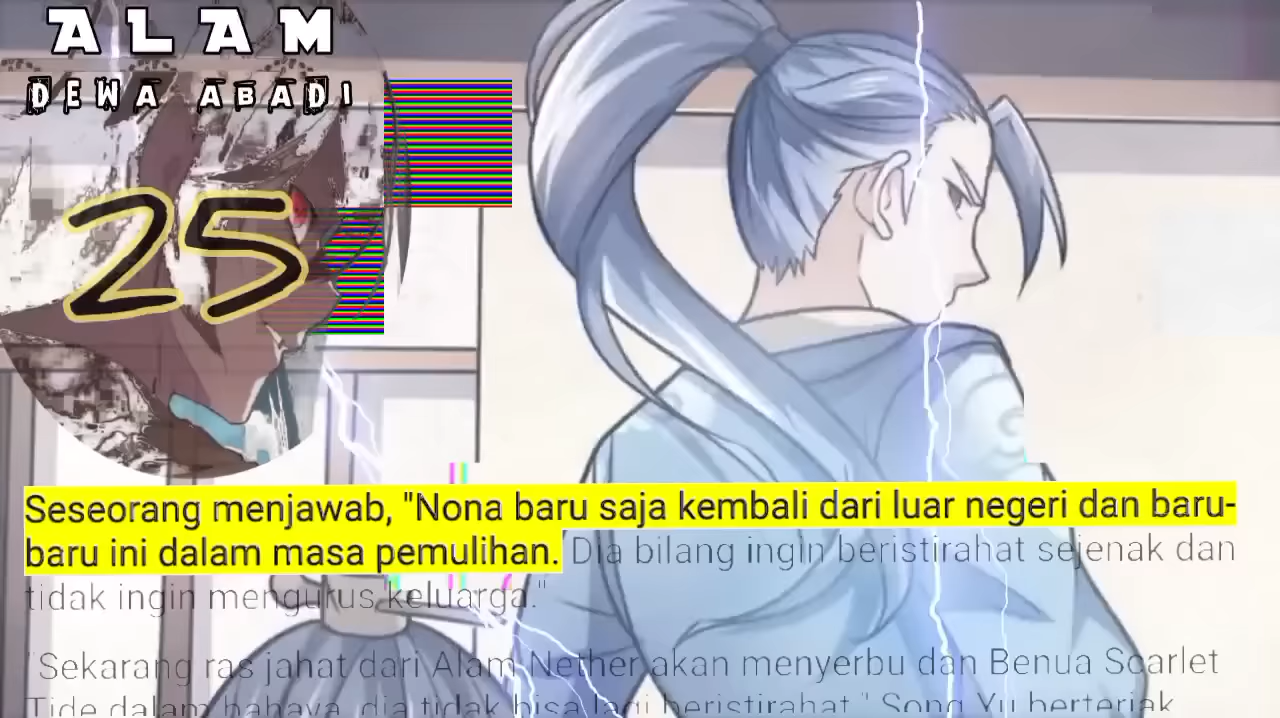 ALAM
DEWA ABADI
25
Seseorang menjawab, "Nona baru saja kembali dari luar negeri dan baru-
baru ini dalam masa pemulihan. Dia bilang ingin beristirahat sejenak dan
tidak ingin mengurus keluarga."
"Sekarang ras jahat dari Alam Nether akan menyerbu dan Benua Scarlet
Tide dalam bahaya, dia tidak bisa lagi beristirahat," Song Yu berteriak